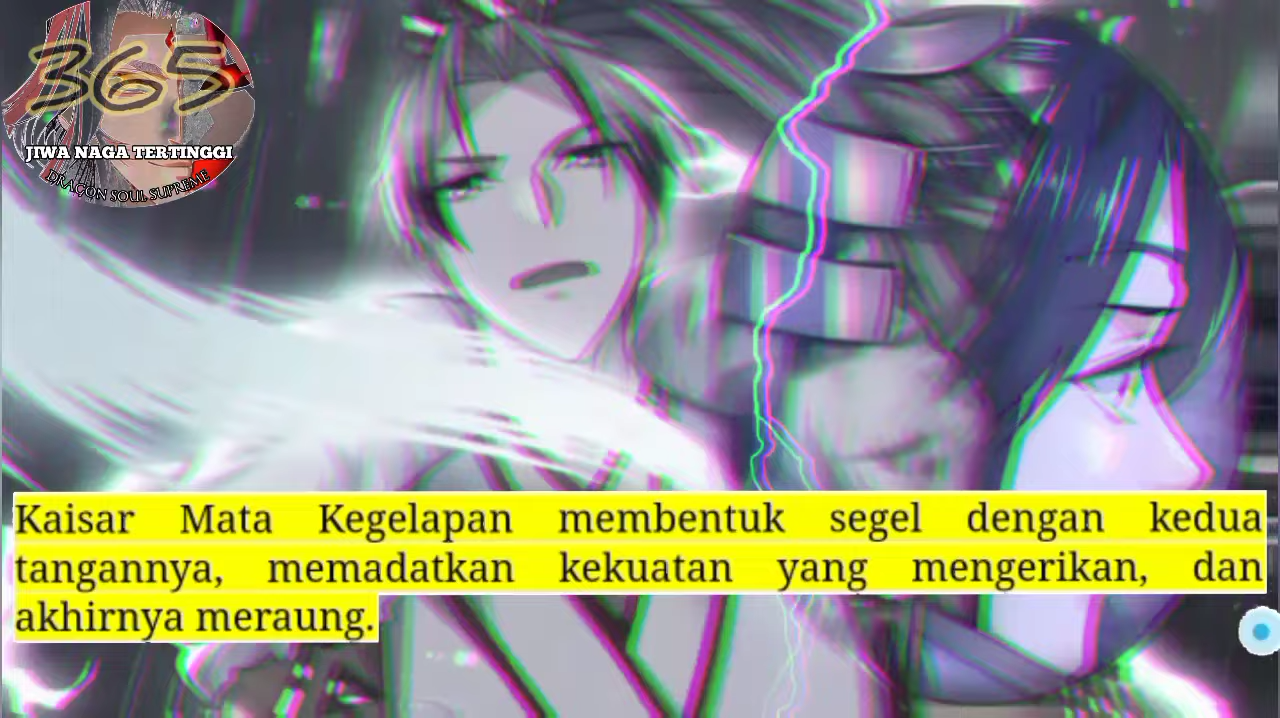 365
JIWA NAGA TERTINGGI
DRAGON SOUL SUPREME
Kaisar Mata Kegelapan membentuk segel dengan kedua
tangannya, memadatkan kekuatan yang mengerikan, dan
akhirnya meraung.